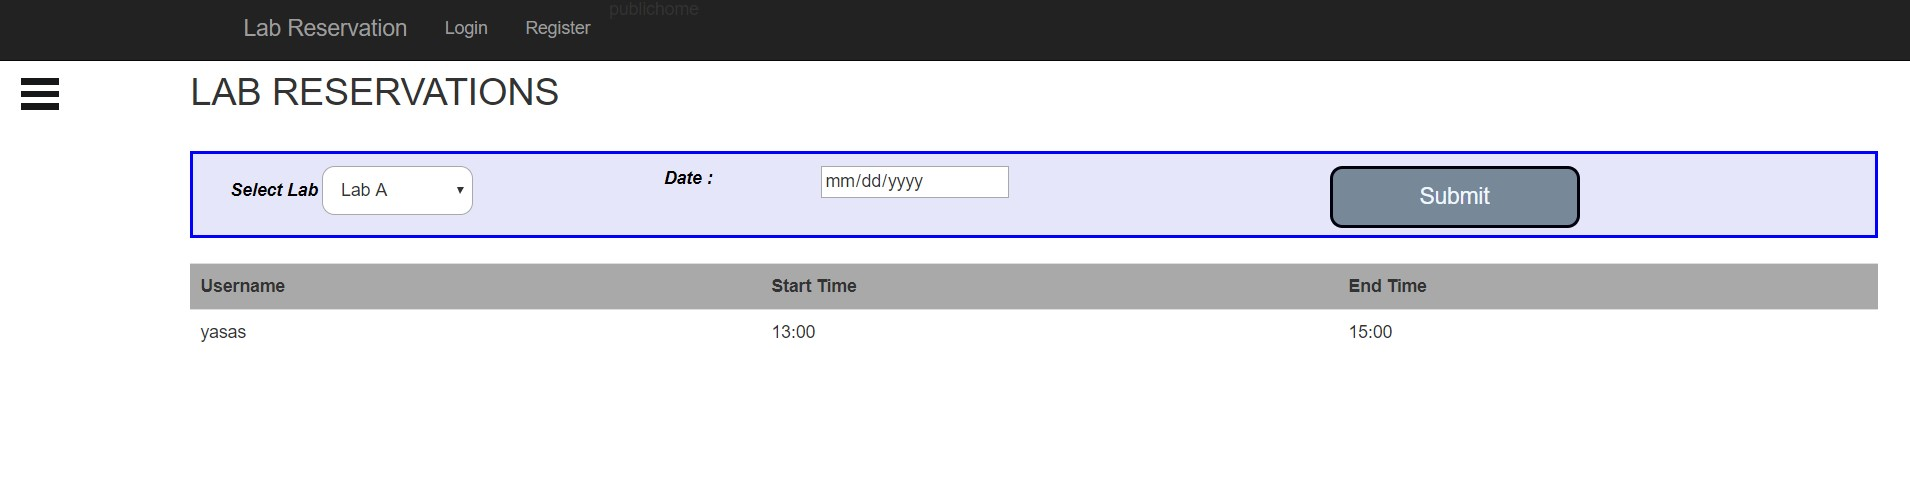 Lab Reservation Login Register publichome
LAB RESERVATIONS
Select Lab Lab A Date : mm/dd/yyyy Submit
Username Start Time End Time
yasas 13:00 15:00